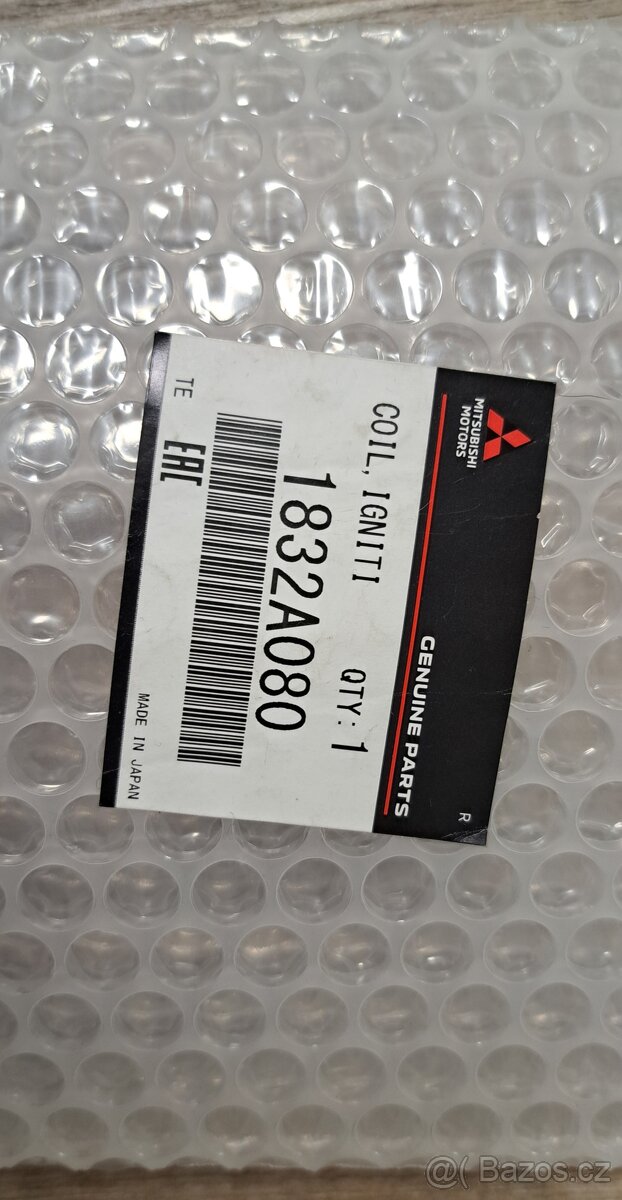 MITSUBISHI
MOTORS
GENUINE PARTS
R
COIL, IGNITI
QTY: 1
1832A080
TE
EAC
MADE IN JAPAN
@( Bazos.cz